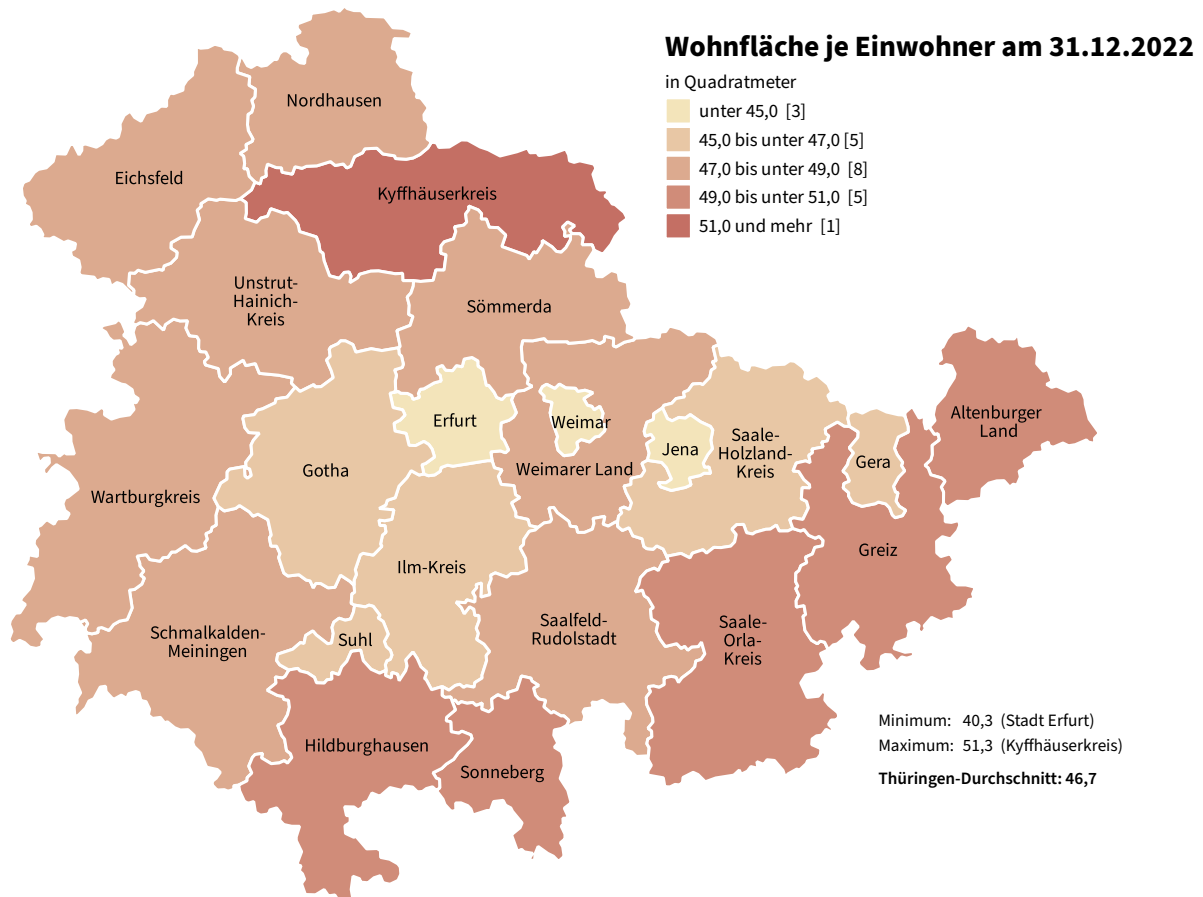 Wohnfläche je Einwohner am 31.12.2022
in Quadratmeter
unter 45,0 [3]
45,0 bis unter 47,0 [5]
47,0 bis unter 49,0 [8]
49,0 bis unter 51,0 [5]
51,0 und mehr [1]
Nordhausen
Eichsfeld
Kyffhäuserkreis
Unstrut-
Hainich-
Kreis
Sömmerda
Erfurt
Weimar
Jena
Saale-
Holzland-
Kreis
Gera
Altenburger
Land
Gotha
Weimarer Land
Wartburgkreis
Greiz
Ilm-Kreis
Schmalkalden-
Meiningen
Suhl
Saalfeld-
Rudolstadt
Saale-
Orla-
Kreis
Hildburghausen
Sonneberg
Minimum: 40,3 (Stadt Erfurt)
Maximum: 51,3 (Kyffhäuserkreis)
Thüringen-Durchschnitt: 46,7